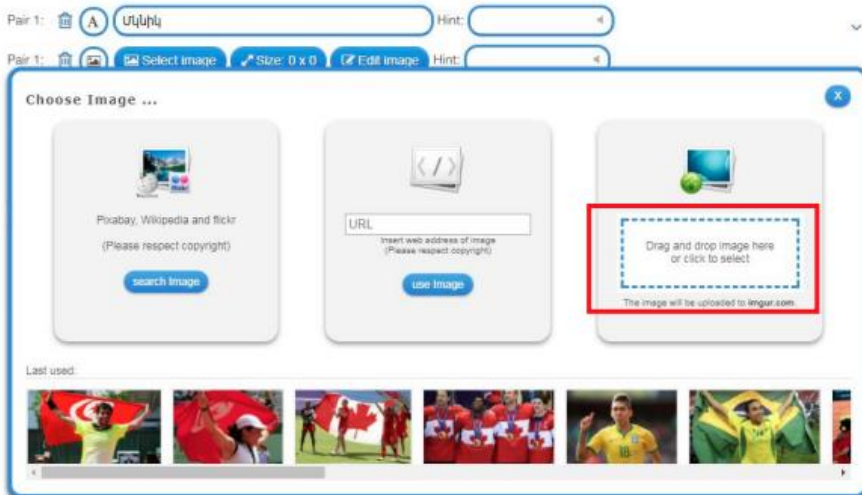 Pair 1: A Մկնիկ Hint:
Pair 1: Select image Size: 0 x 0 Edit image Hint:
Choose Image ...
X
Pixabay, Wikipedia and flickr
(Please respect copyright)
search Image
</>
URL
Insert web address of image
(Please respect copyright)
use Image
Drag and drop image here
or click to select
The image will be uploaded to imgur.com.
Last used:
18